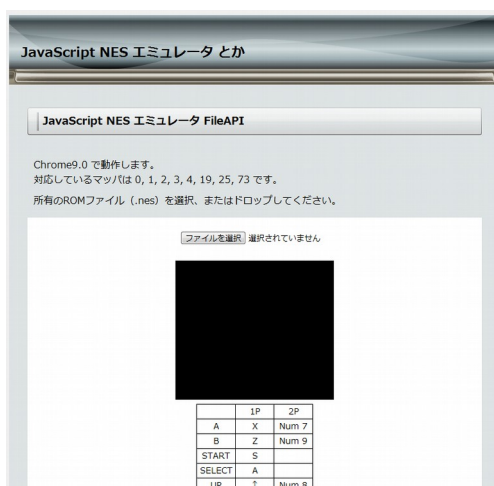 JavaScript NES エミュレータ とか
JavaScript NES エミュレータ FileAPI
Chrome9.0 で動作します。
対応しているマッパは 0, 1, 2, 3, 4, 19, 25, 73 です。
所有のROMファイル（.nes）を選択、またはドロップしてください。
ファイルを選択 選択されていません
1P 2P
A X Num 7
B Z Num 9
START S
SELECT A
UP ↑ Num 8